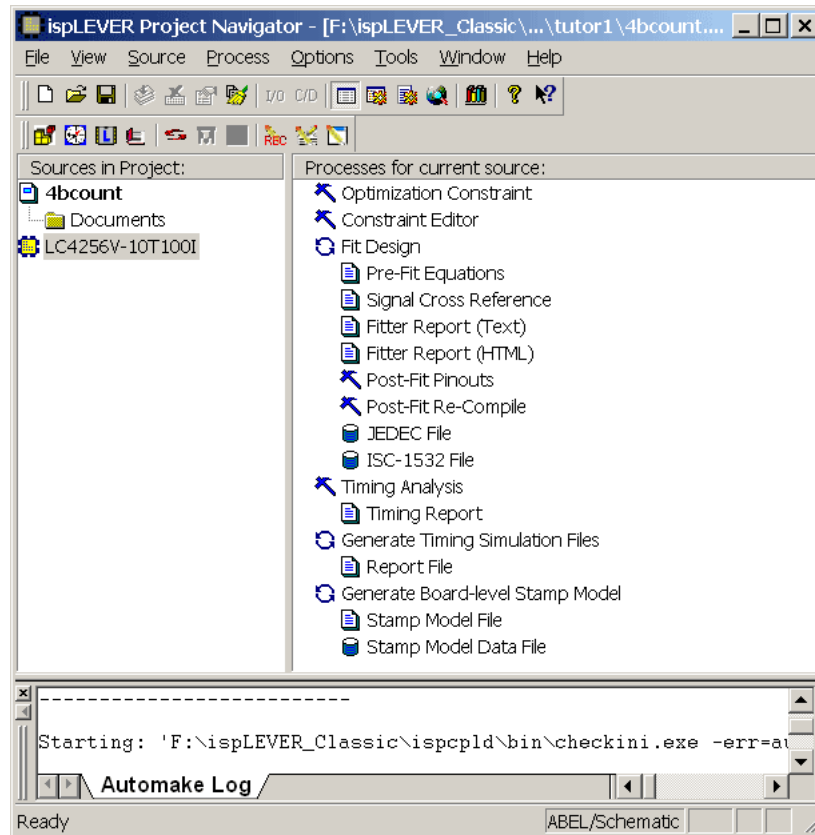 ispLEVER Project Navigator - [F:\ispLEVER_Classic\...\tutor1\4bcount....
File View Source Process Options Tools Window Help
I/O C/D
REC
Sources in Project:
4bcount
Documents
LC4256V-10T100I
Processes for current source:
Optimization Constraint
Constraint Editor
Fit Design
Pre-Fit Equations
Signal Cross Reference
Fitter Report (Text)
Fitter Report (HTML)
Post-Fit Pinouts
Post-Fit Re-Compile
JEDEC File
ISC-1532 File
Timing Analysis
Timing Report
Generate Timing Simulation Files
Report File
Generate Board-level Stamp Model
Stamp Model File
Stamp Model Data File
--------------------------
Starting: 'F:\ispLEVER_Classic\ispcpld\bin\checkini.exe -err=au
Automake Log
Ready
ABEL/Schematic